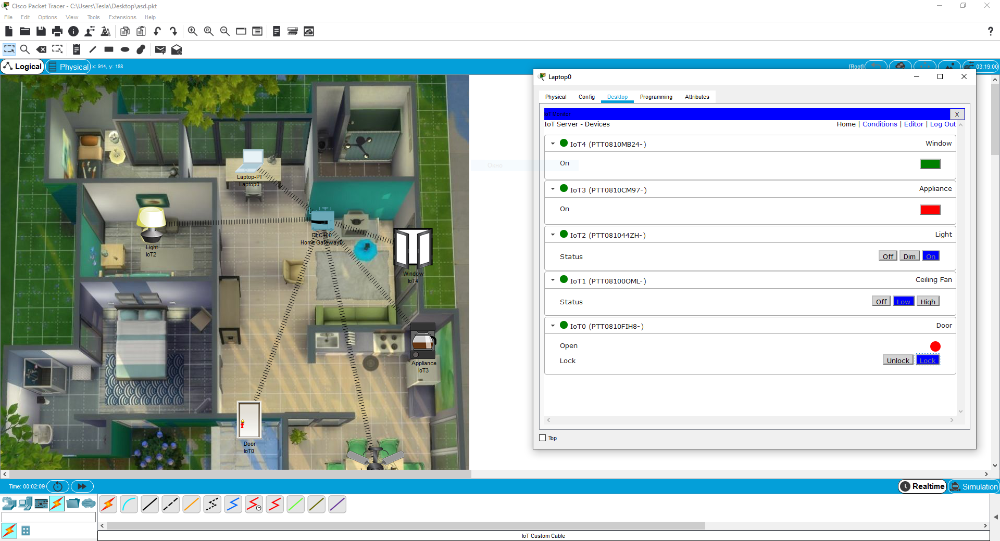 Cisco Packet Tracer - C:\Users\Tesla\Desktop\asd.pkt
File Edit Options View Tools Extensions Help
Logical
Physical
x: 914, y: 188
[Root]
03:19:00
Laptop-PT
Laptop0
Light
IoT2
DLC100
Home Gateway0
Window
IoT4
Appliance
IoT3
Door
IoT0
Окно
Laptop0
Physical Config Desktop Programming Attributes
IoT Monitor
X
IoT Server - Devices
Home | Conditions | Editor | Log Out
IoT4 (PTT0810MB24-) Window
On
IoT3 (PTT0810CM97-) Appliance
On
IoT2 (PTT081044ZH-) Light
Status Off Dim On
IoT1 (PTT08100OML-) Ceiling Fan
Status Off Low High
IoT0 (PTT0810FIH8-) Door
Open
Lock Unlock Lock
Top
Time: 00:02:09
Realtime
Simulation
IoT Custom Cable